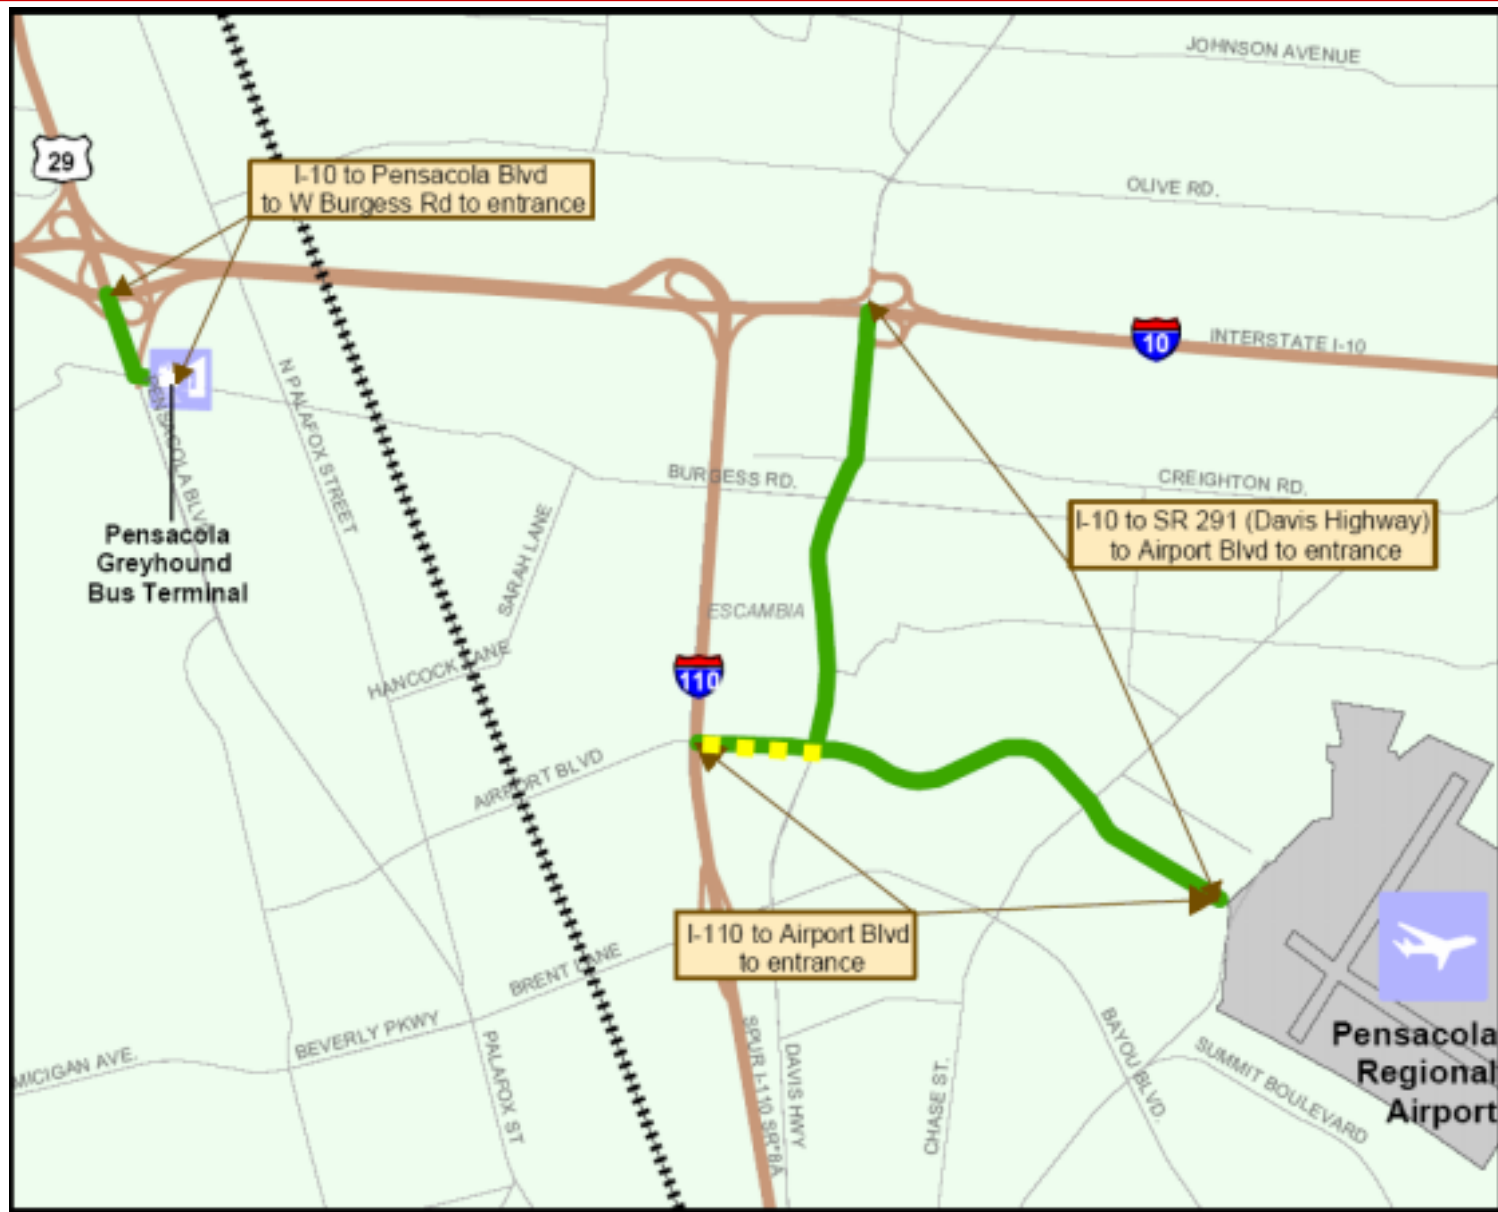 JOHNSON AVENUE
29
I-10 to Pensacola Blvd
to W Burgess Rd to entrance
OLIVE RD.
10
INTERSTATE I-10
N PALAFOX STREET
PENSACOLA BLVD
BURGESS RD.
CREIGHTON RD.
I-10 to SR 291 (Davis Highway)
to Airport Blvd to entrance
Pensacola
Greyhound
Bus Terminal
SARAH LANE
ESCAMBIA
HANCOCK LANE
110
AIRPORT BLVD
I-110 to Airport Blvd
to entrance
BRENT LANE
BEVERLY PKWY
MICIGAN AVE.
PALAFOX ST
SPUR I-110 SR*8A
DAVIS HWY
CHASE ST.
BAYOU BLVD.
SUMMIT BOULEVARD
Pensacola
Regional
Airport